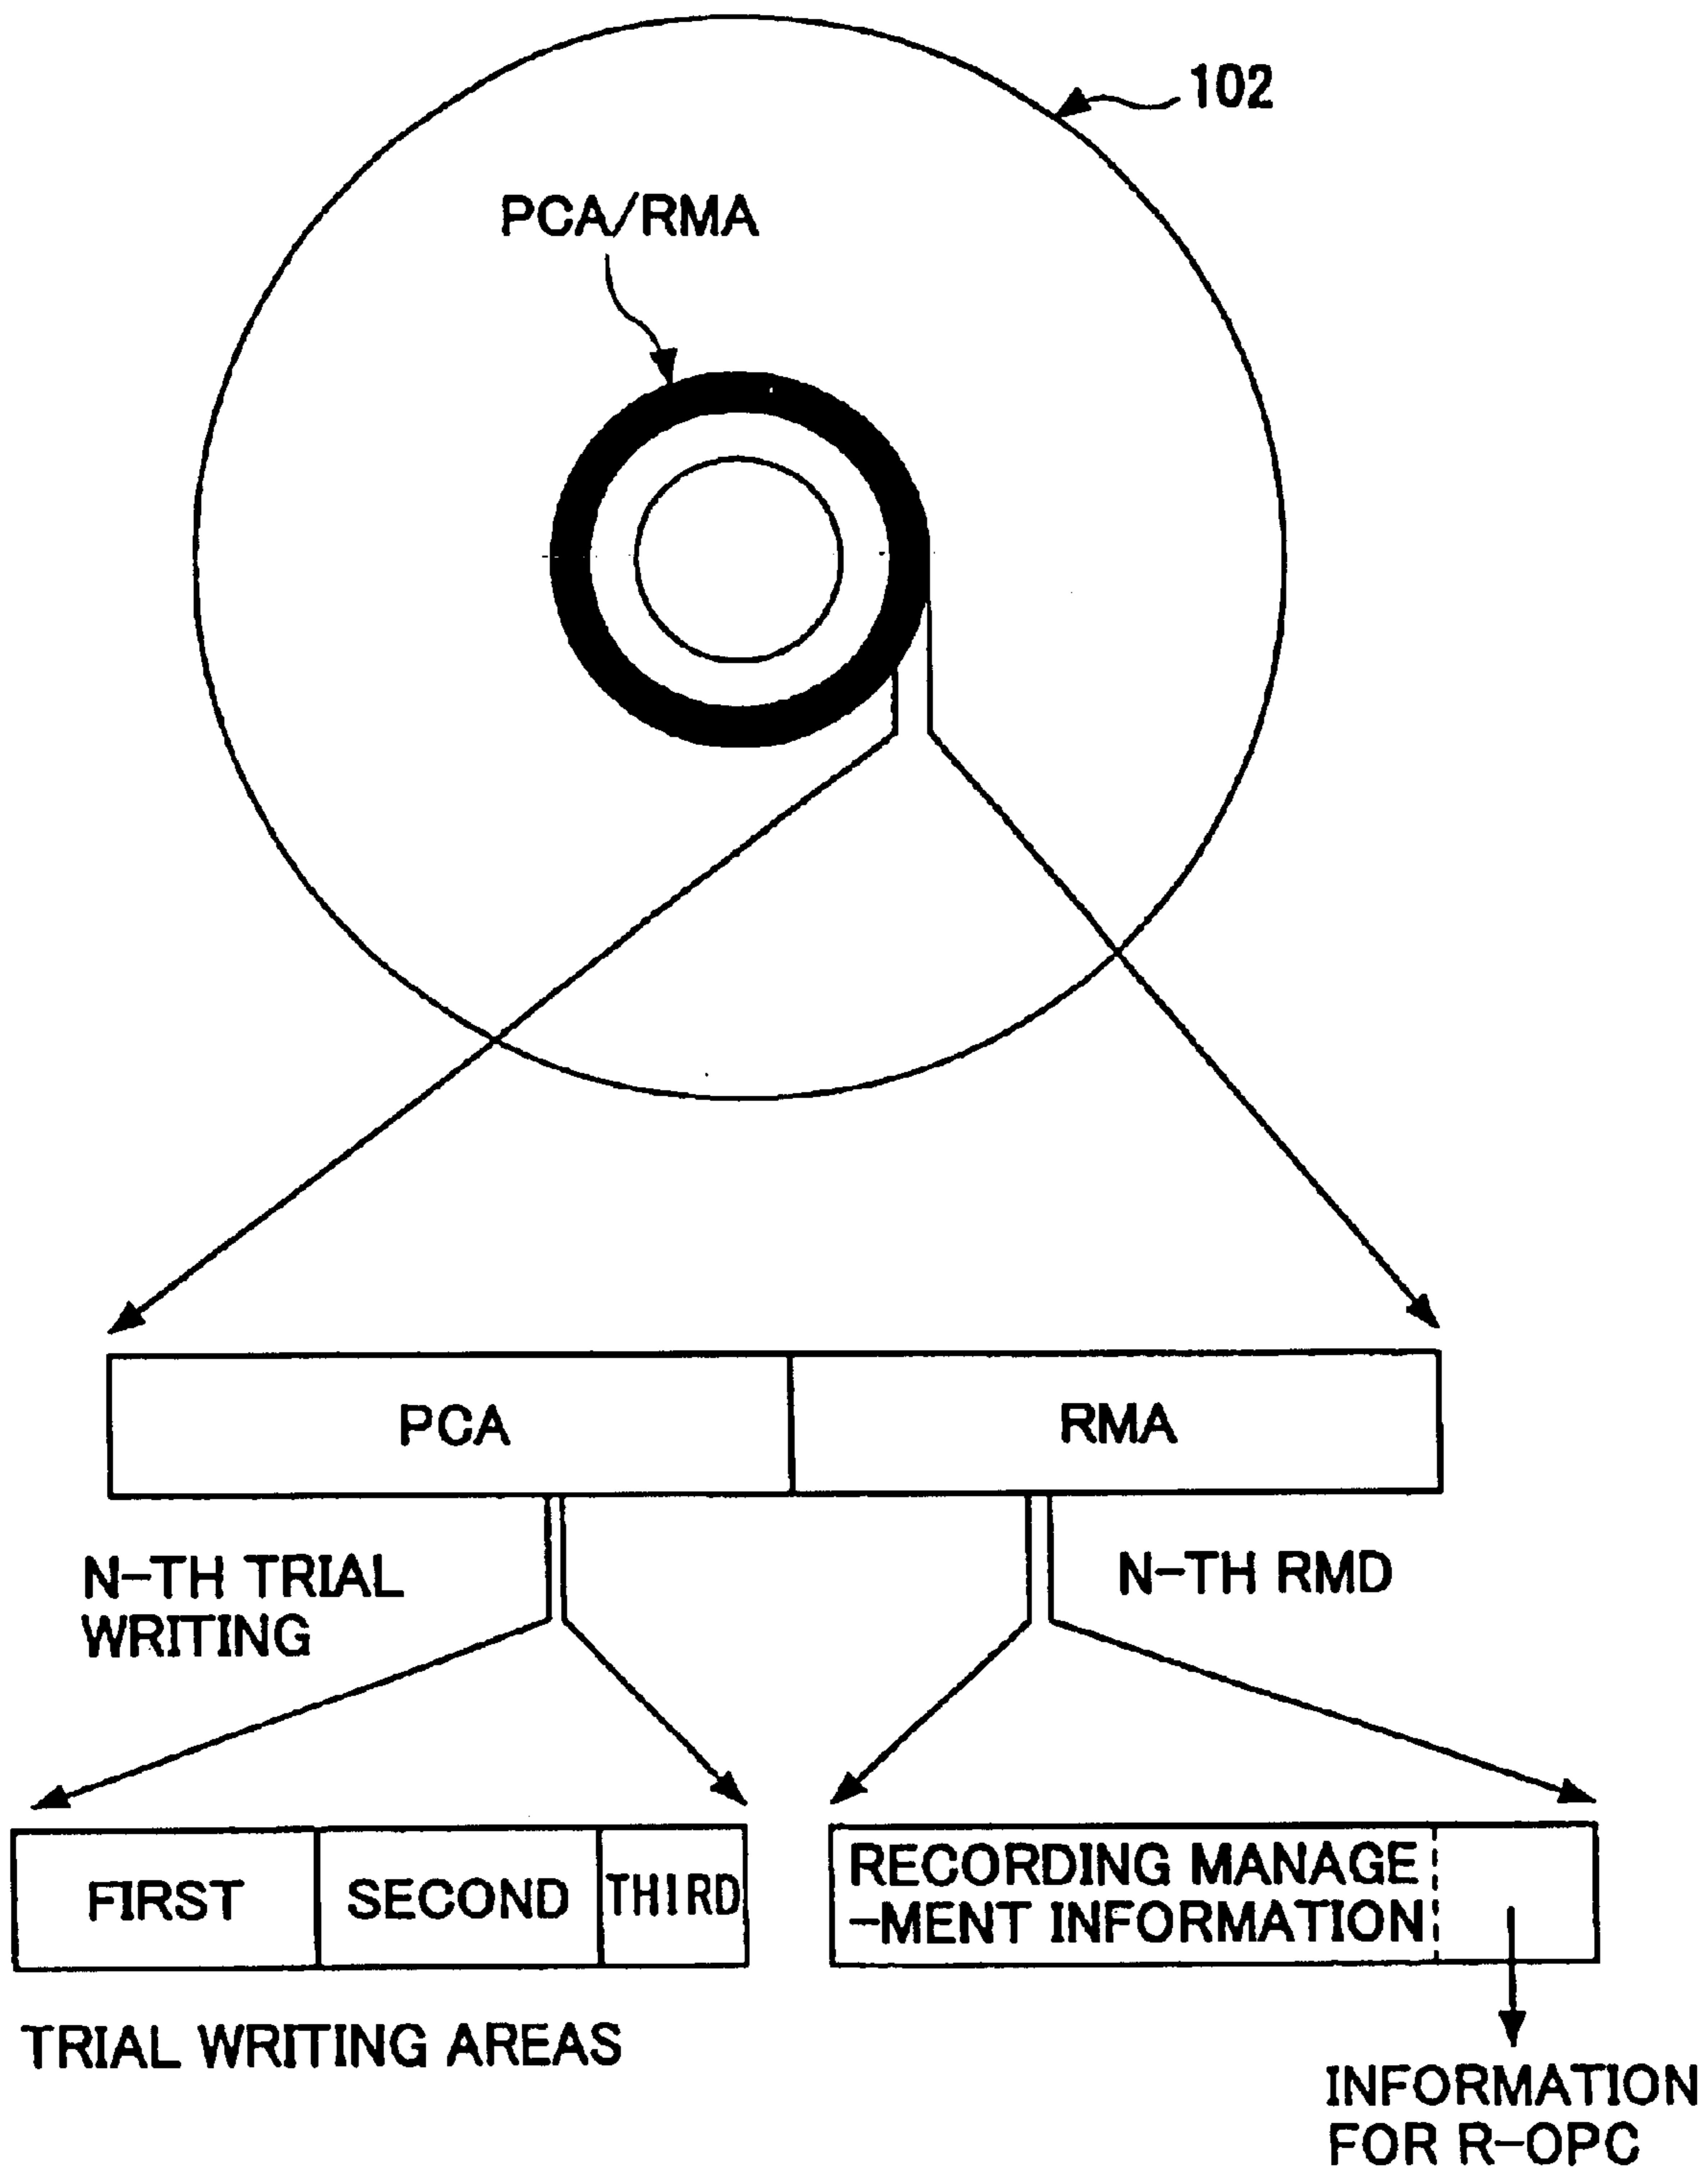 102
PCA/RMA
PCA
RMA
N-TH TRIAL
WRITING
N-TH RMD
FIRST
SECOND
THIRD
RECORDING MANAGE
-MENT INFORMATION
TRIAL WRITING AREAS
INFORMATION
FOR R-OPC